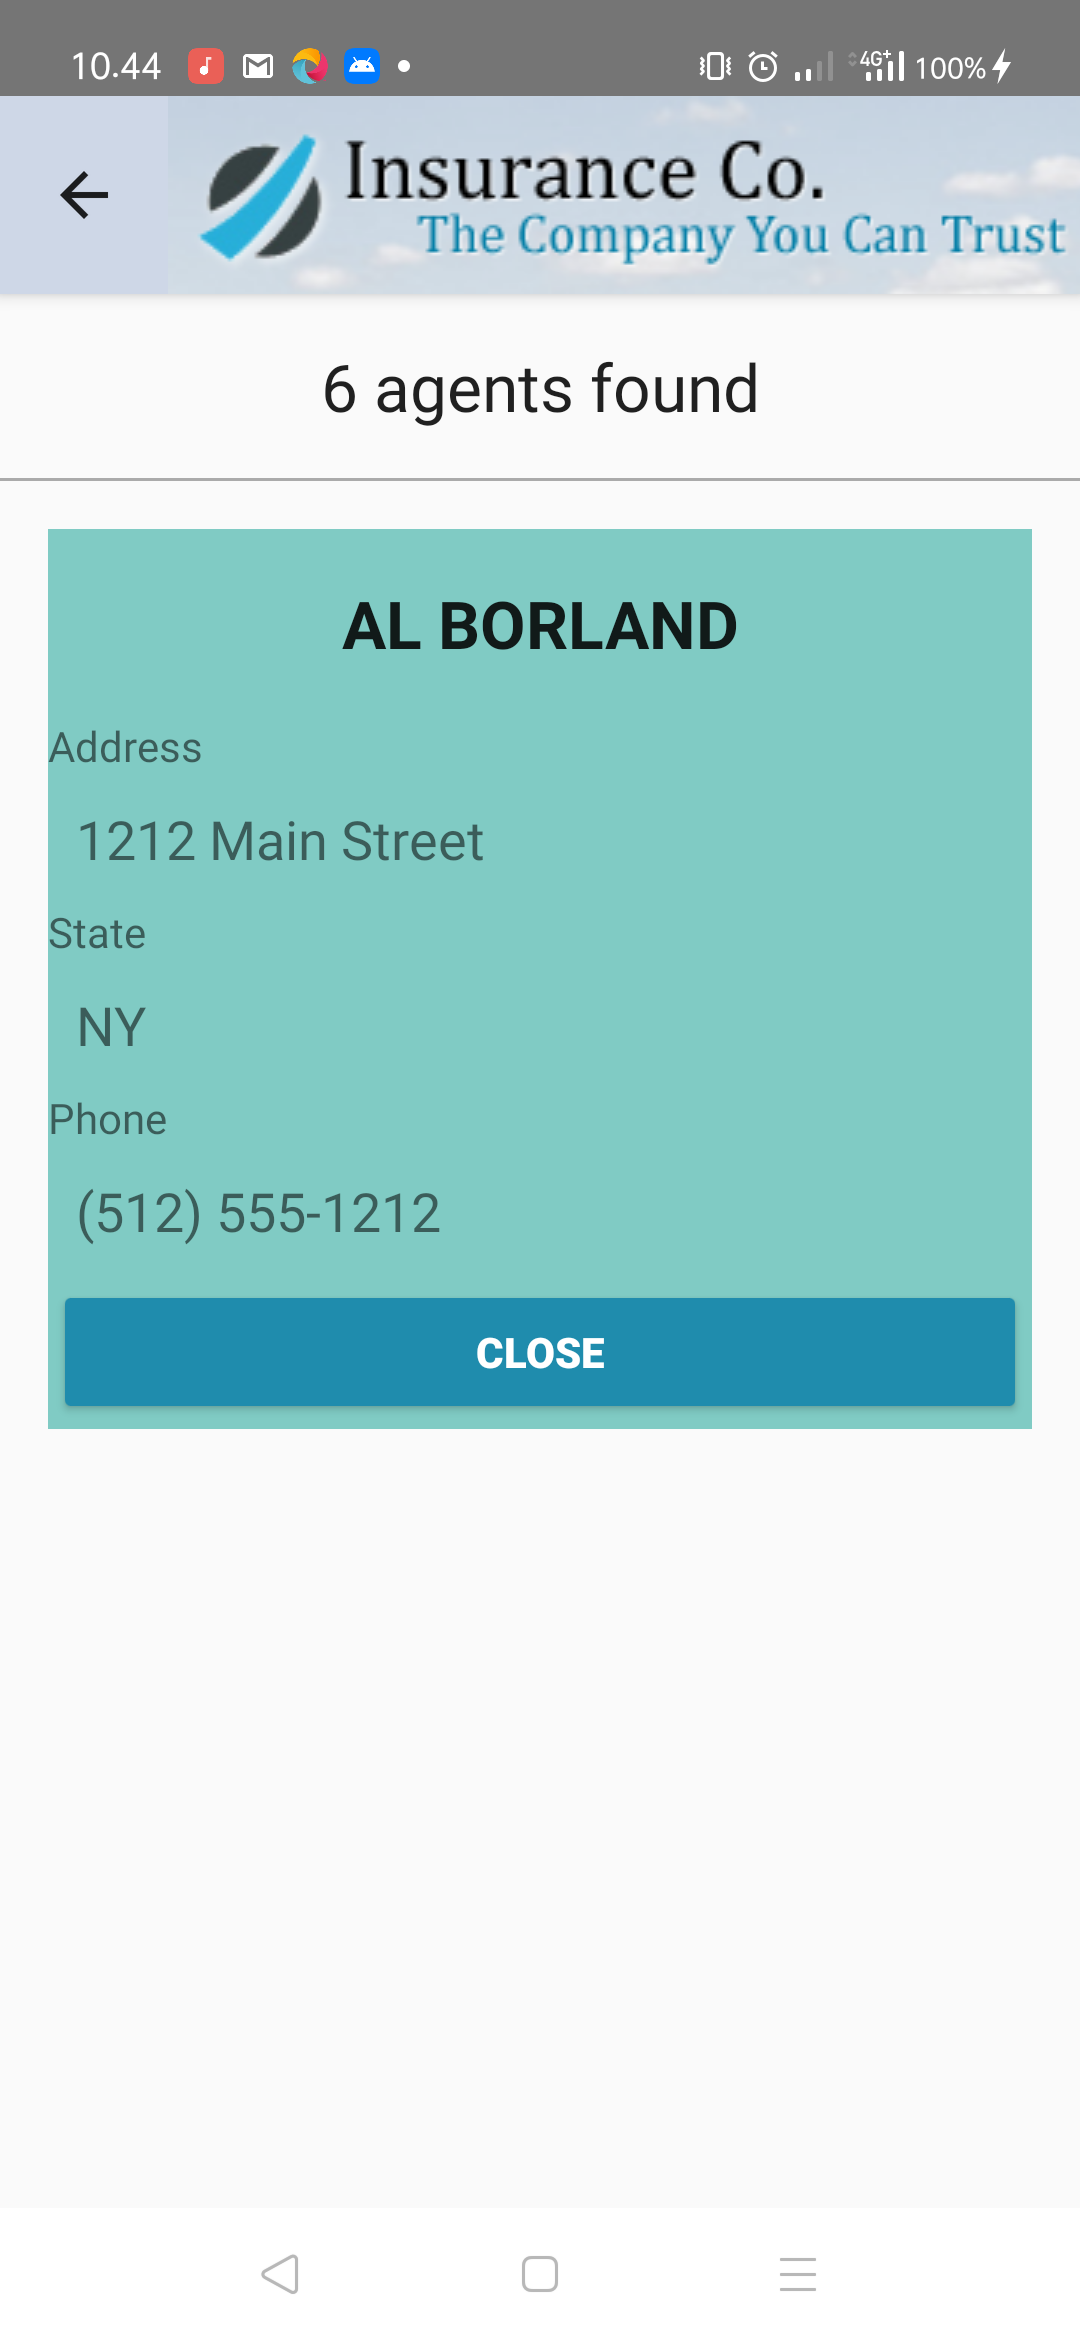 10.44
4G+
100%
Insurance Co.
The Company You Can Trust
6 agents found
AL BORLAND
Address
1212 Main Street
State
NY
Phone
(512) 555-1212
CLOSE